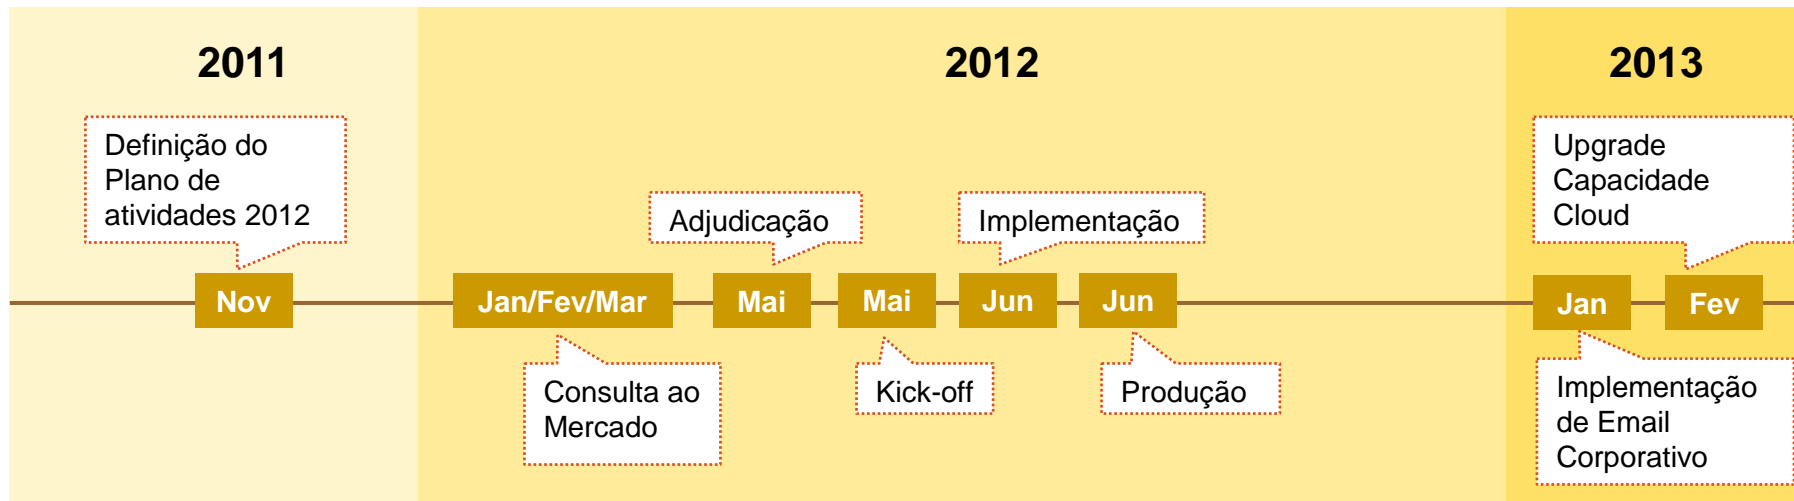 2011
2012
2013
Definição do
Plano de
atividades 2012
Adjudicação
Implementação
Upgrade
Capacidade
Cloud
Nov
Jan/Fev/Mar
Mai
Mai
Jun
Jun
Jan
Fev
Consulta ao
Mercado
Kick-off
Produção
Implementação
de Email
Corporativo